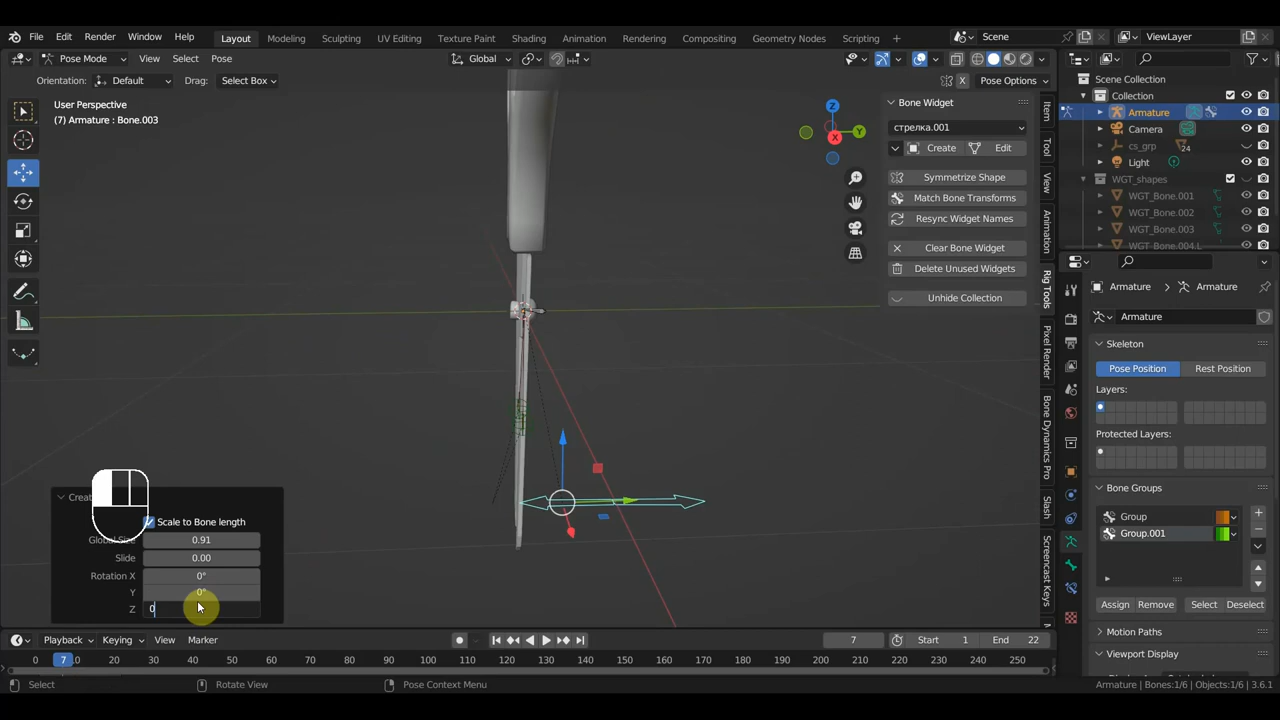 File Edit Render Window Help Layout Modeling Sculpting UV Editing Texture Paint Shading Animation Rendering Compositing Geometry Nodes Scripting + Scene ViewLayer
Pose Mode View Select Pose Global
Orientation: Default Drag: Select Box X Pose Options
User Perspective
(7) Armature : Bone.003
Z
Y
X
Bone Widget
стрелка.001
Create Edit
Symmetrize Shape
Match Bone Transforms
Resync Widget Names
Clear Bone Widget
Delete Unused Widgets
Unhide Collection
Item
Tool
View
Animation
Rig Tools
Pixel Render
Bone Dynamics Pro
Slash
Screencast Keys
Scene Collection
Collection
Armature
Camera
cs_grp 24
Light
WGT_shapes
WGT_Bone.001
WGT_Bone.002
WGT_Bone.003
WGT_Bone.004.L
Armature Armature
Armature
Skeleton
Pose Position Rest Position
Layers:
Protected Layers:
Bone Groups
Group
Group.001
Assign Remove Select Deselect
Motion Paths
Viewport Display
Scale to Bone length
Global Size 0.91
Slide 0.00
Rotation X 0°
Y 0°
Z 0
Playback Keying View Marker 7 Start 1 End 22
0 7 10 20 30 40 50 60 70 80 90 100 110 120 130 140 150 160 170 180 190 200 210 220 230 240 250
Select Rotate View Pose Context Menu Armature | Bones:1/6 | Objects:1/6 | 3.6.1